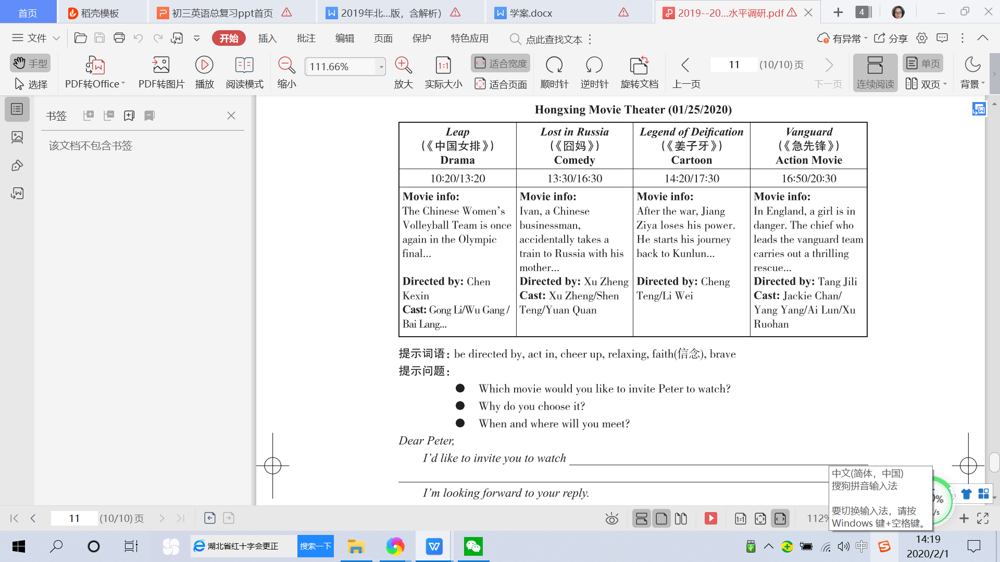 首页
稻壳模板
初三英语总复习ppt首页
2019年北...版，含解析）
学案.docx
2019--20...水平调研.pdf
4
文件
开始
插入
批注
编辑
页面
保护
特色应用
点此查找文本
有异常
分享
手型
选择
PDF转Office
PDF转图片
播放
阅读模式
缩小
111.66%
放大
1:1
实际大小
适合宽度
适合页面
顺时针
逆时针
旋转文档
上一页
11
(10/10)页
下一页
连续阅读
单页
双页
背景
书签
该文档不包含书签
Hongxing Movie Theater (01/25/2020)
Leap
(《中国女排》)
Drama
Lost in Russia
(《囧妈》)
Comedy
Legend of Deification
(《姜子牙》)
Cartoon
Vanguard
(《急先锋》)
Action Movie
10:20/13:20
13:30/16:30
14:20/17:30
16:50/20:30
Movie info:
The Chinese Women's
Volleyball Team is once
again in the Olympic
final...
Directed by: Chen
Kexin
Cast: Gong Li/Wu Gang /
Bai Lang...
Movie info:
Ivan, a Chinese
businessman,
accidentally takes a
train to Russia with his
mother...
Directed by: Xu Zheng
Cast: Xu Zheng/Shen
Teng/Yuan Quan
Movie info:
After the war, Jiang
Ziya loses his power.
He starts his journey
back to Kunlun...
Directed by: Cheng
Teng/Li Wei
Movie info:
In England, a girl is in
danger. The chief who
leads the vanguard team
carries out a thrilling
rescue...
Directed by: Tang Jili
Cast: Jackie Chan/
Yang Yang/Ai Lun/Xu
Ruohan
提示词语：be directed by, act in, cheer up, relaxing, faith(信念), brave
提示问题：
● Which movie would you like to invite Peter to watch?
● Why do you choose it?
● When and where will you meet?
Dear Peter,
I'd like to invite you to watch
I'm looking forward to your reply.
中文(简体，中国)
搜狗拼音输入法
要切换输入法，请按
Windows 键+空格键。
11
(10/10)页
1:1
112%
湖北省红十字会更正
搜索一下
中
14:19
2020/2/1